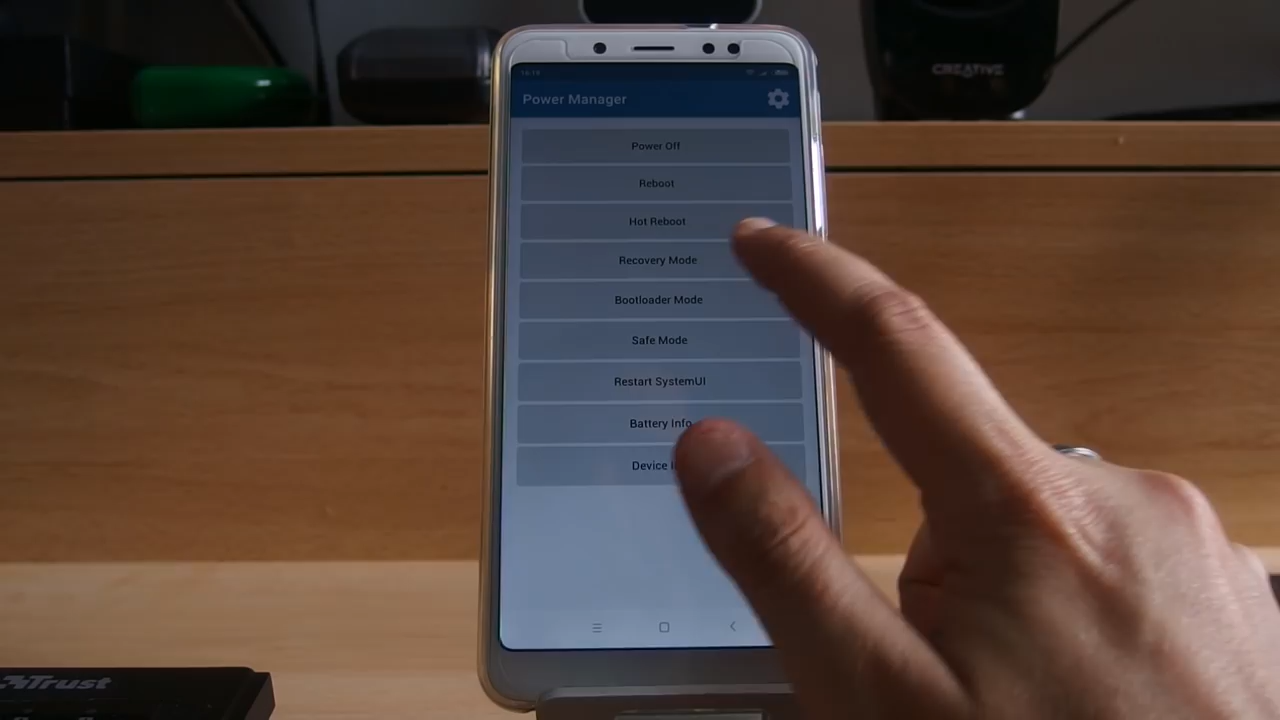 CREATIVE
Power Manager
Power Off
Reboot
Hot Reboot
Recovery Mode
Bootloader Mode
Safe Mode
Restart SystemUI
Battery Info
Device
Trust